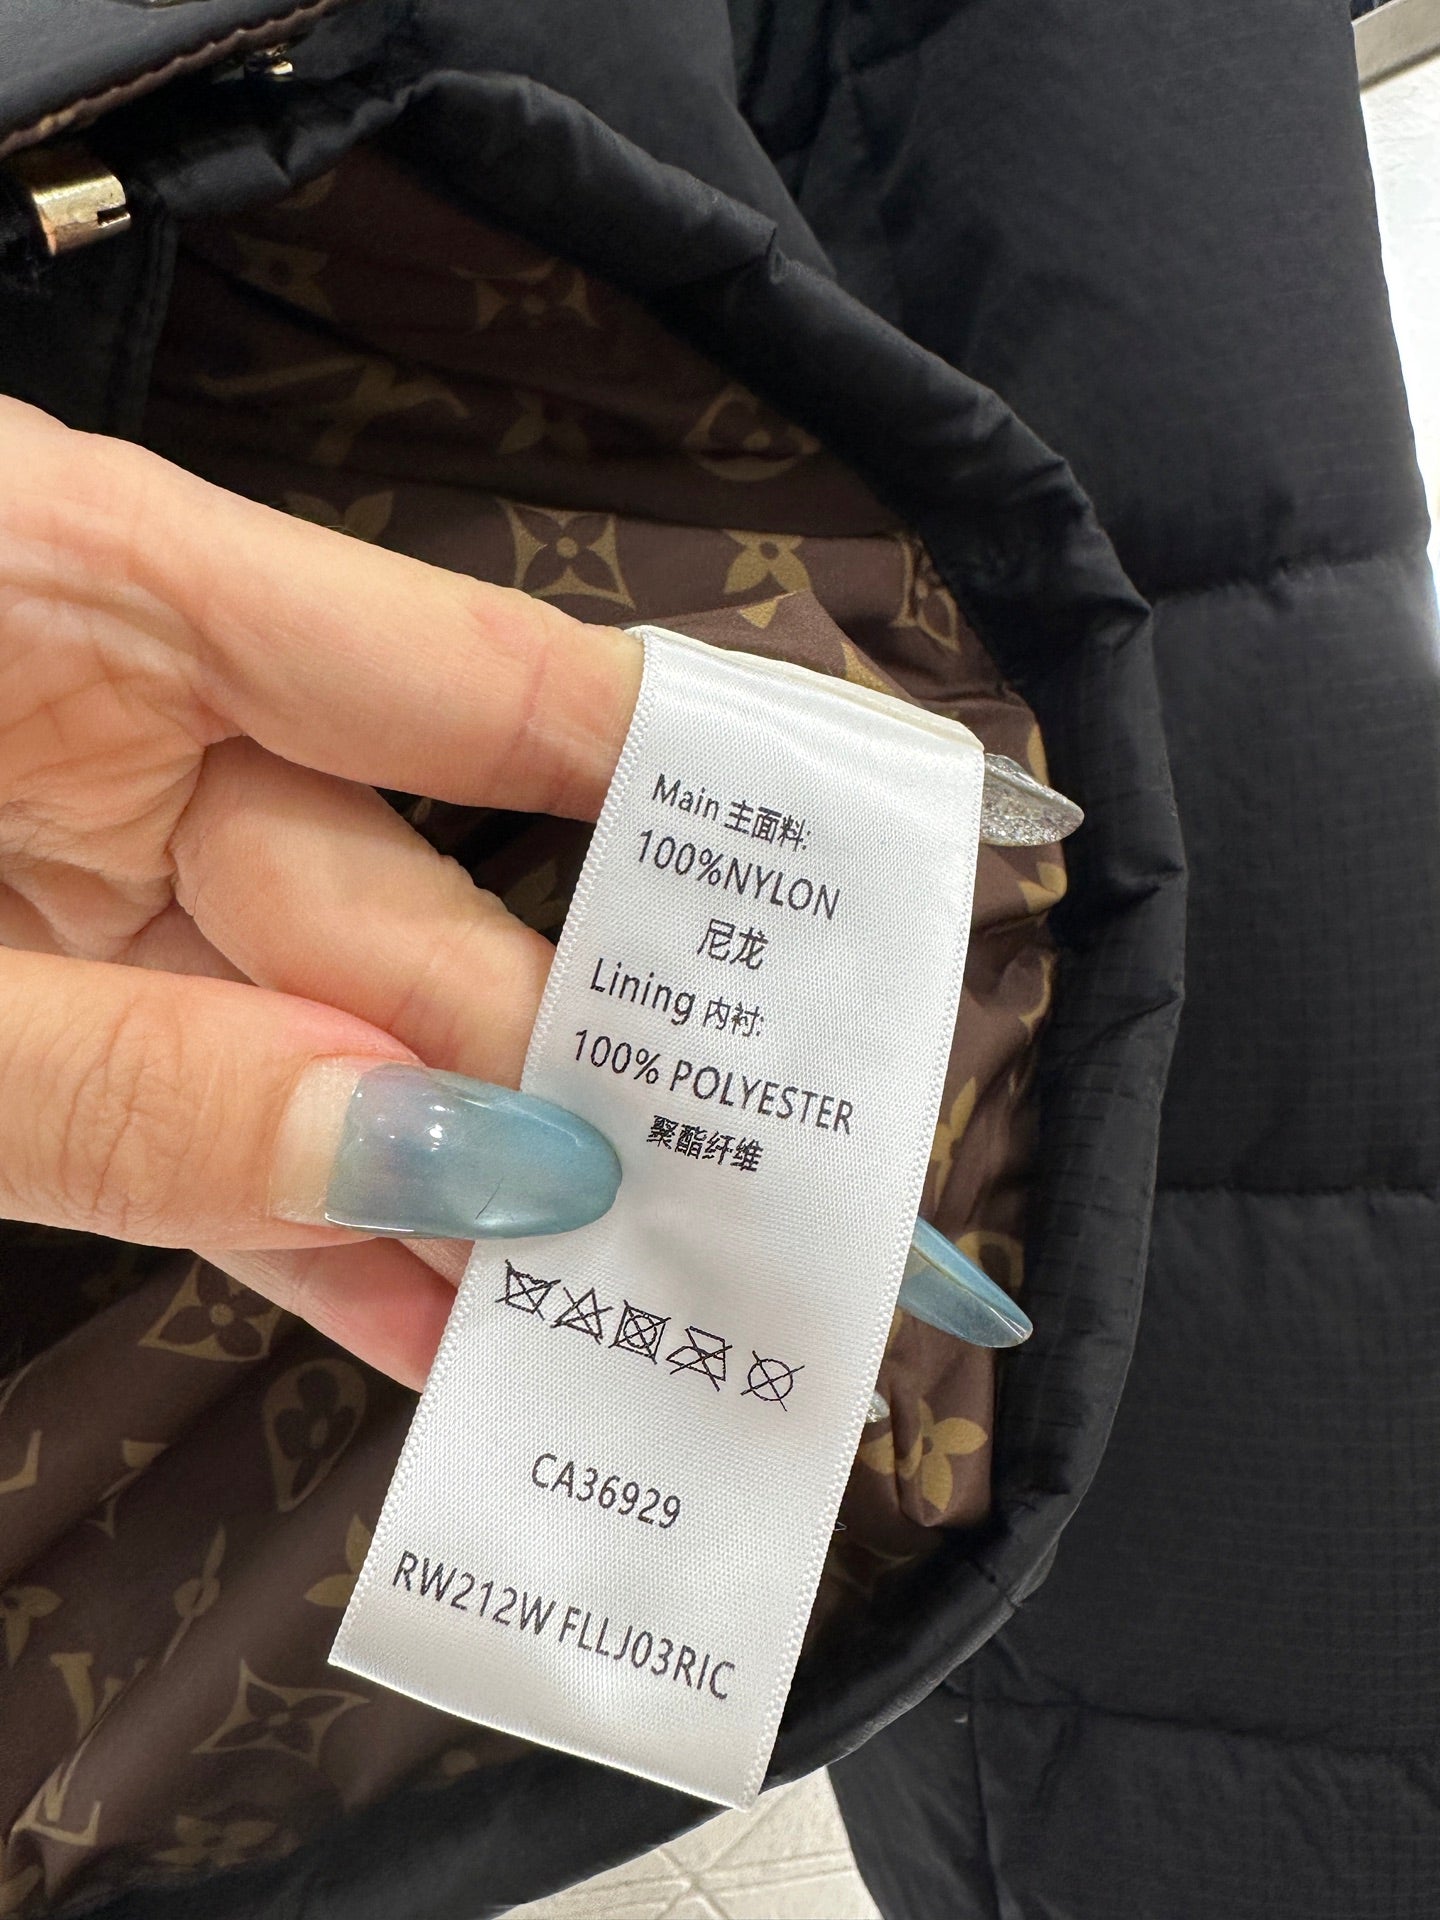 Main 主面料:
100%NYLON
尼龙
Lining 内衬:
100% POLYESTER
聚酯纤维
CA36929
RW212W FLLJ03RIC